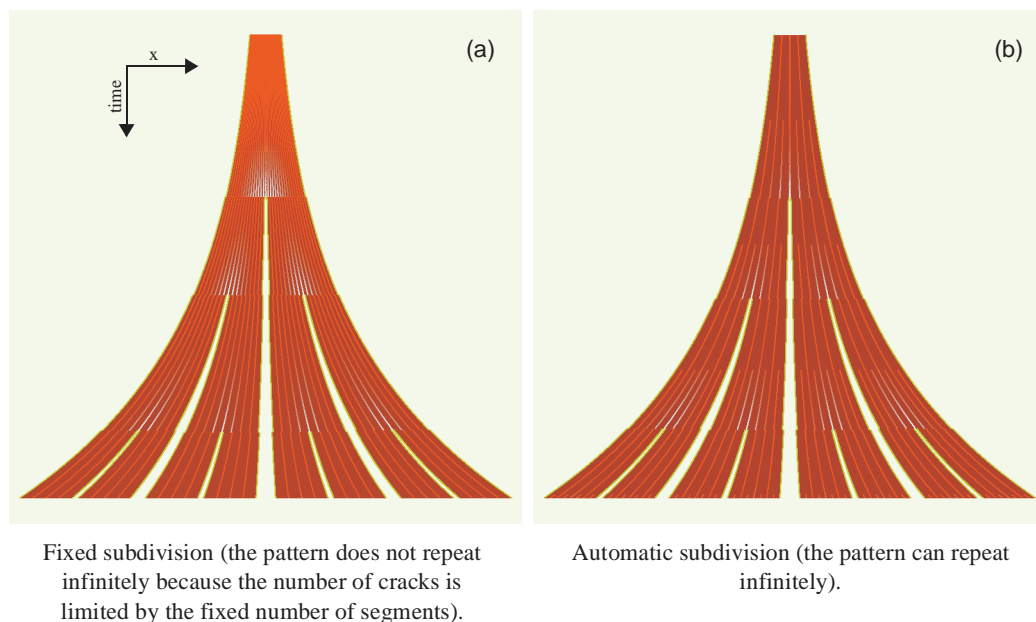 (a)
x
time
(b)
Fixed subdivision (the pattern does not repeat
infinitely because the number of cracks is
limited by the fixed number of segments).
Automatic subdivision (the pattern can repeat
infinitely).